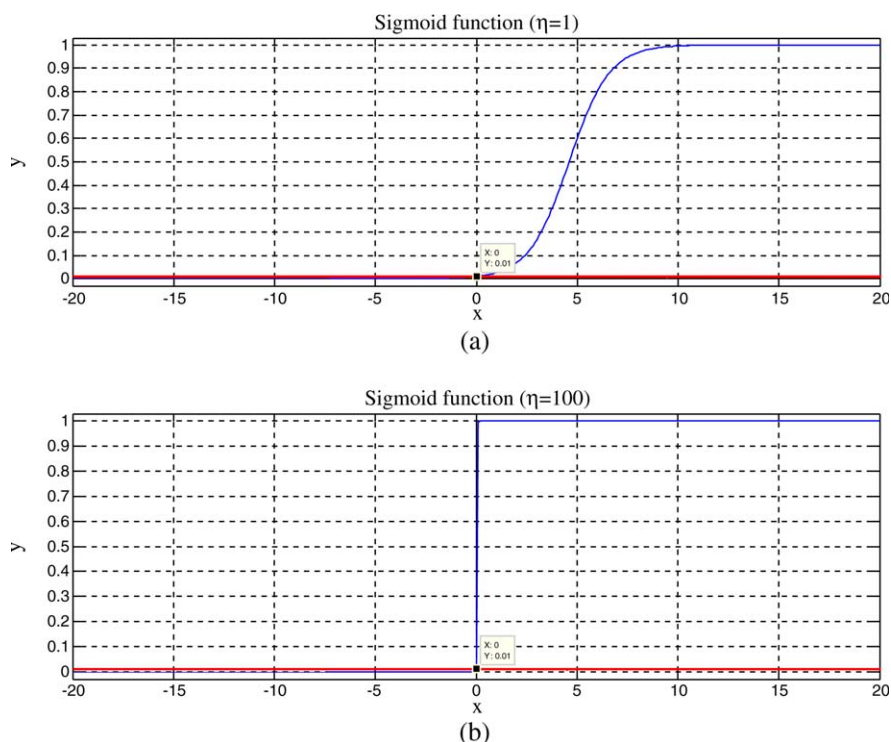 Sigmoid function (η=1)
1
0.9
0.8
0.7
0.6
0.5
0.4
0.3
0.2
0.1
0
y
X: 0
Y: 0.01
-20 -15 -10 -5 0 5 10 15 20
x
(a)
Sigmoid function (η=100)
1
0.9
0.8
0.7
0.6
0.5
0.4
0.3
0.2
0.1
0
y
X: 0
Y: 0.01
-20 -15 -10 -5 0 5 10 15 20
x
(b)